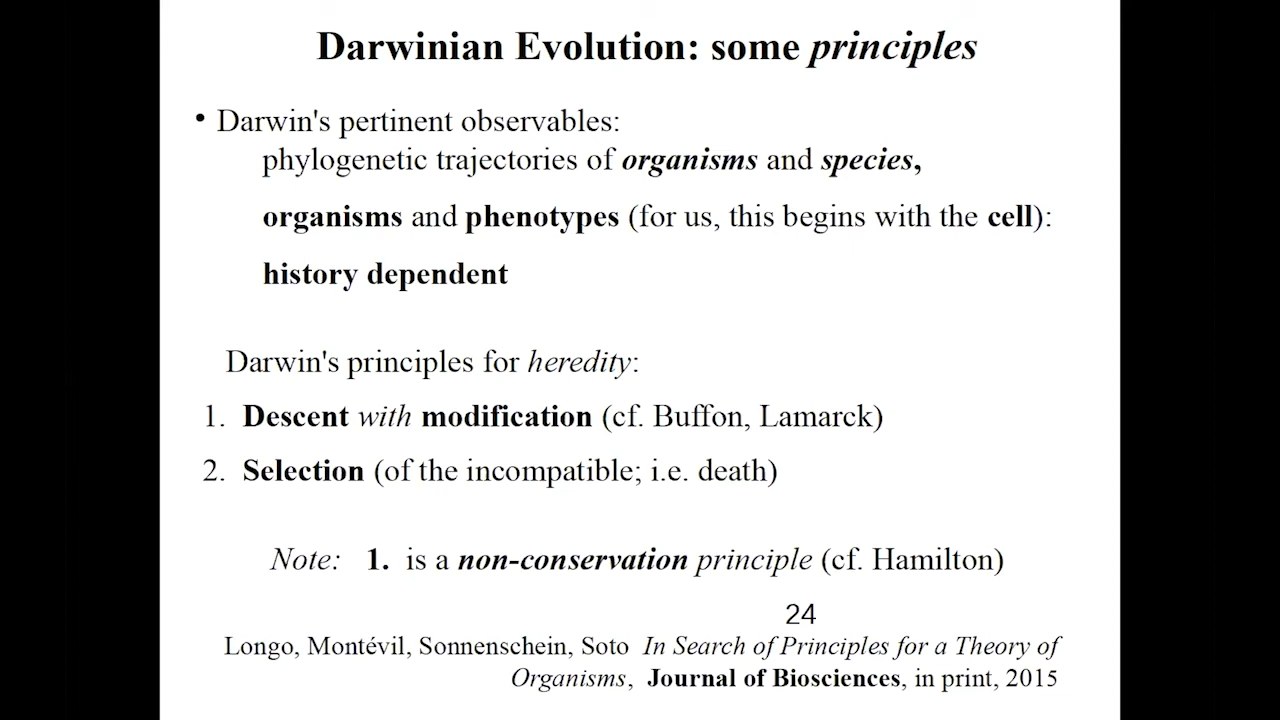 Darwinian Evolution: some principles
• Darwin's pertinent observables:
phylogenetic trajectories of organisms and species,
organisms and phenotypes (for us, this begins with the cell):
history dependent
Darwin's principles for heredity:
1. Descent with modification (cf. Buffon, Lamarck)
2. Selection (of the incompatible; i.e. death)
Note: 1. is a non-conservation principle (cf. Hamilton)
24
Longo, Montévil, Sonnenschein, Soto In Search of Principles for a Theory of
Organisms, Journal of Biosciences, in print, 2015